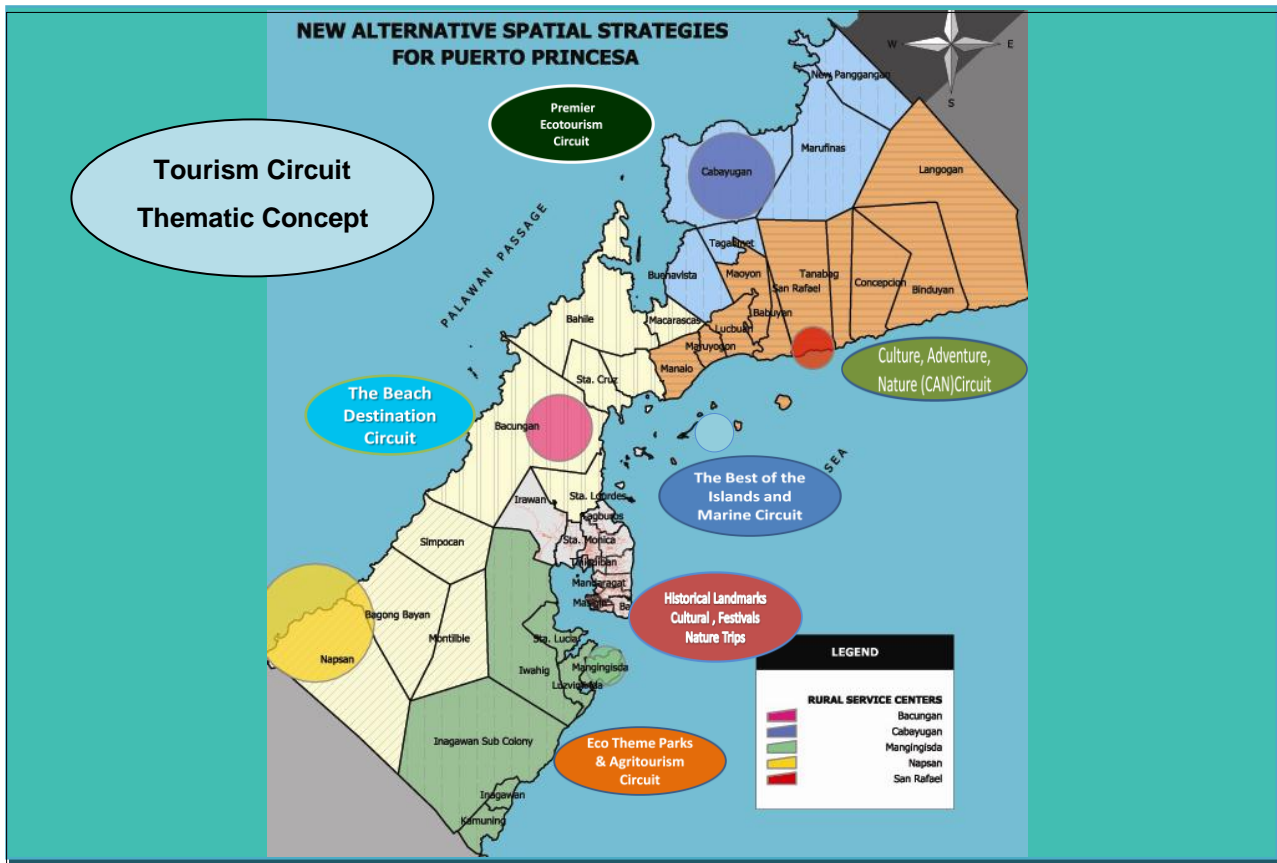 NEW ALTERNATIVE SPATIAL STRATEGIES
FOR PUERTO PRINCESA
W
E
S
Tourism Circuit
Thematic Concept
Premier
Ecotourism
Circuit
New Panggangan
Marufinas
Cabayugan
Langogan
PALAWAN PASSAGE
Tagabinet
Buenavista
Maoyon
Tanabag
San Rafael
Concepcion
Binduyan
Babuyan
Bahile
Macarascas
Lucbuan
Maruyogon
Manalo
Sta. Cruz
Culture, Adventure,
Nature (CAN)Circuit
The Beach
Destination
Circuit
Bacungan
SEA
The Best of the
Islands and
Marine Circuit
Irawan
Sta. Lourdes
Tagburos
Simpocan
Sta. Monica
Tiniguiban
Mandaragat
Historical Landmarks
Cultural , Festivals
Nature Trips
Bagong Bayan
Montible
Napsan
Sta. Lucia
Iwahig
Mangingisda
Luzviminda
LEGEND
RURAL SERVICE CENTERS
Bacungan
Cabayugan
Mangingisda
Napsan
San Rafael
Inagawan Sub Colony
Eco Theme Parks
& Agritourism
Circuit
Inagawan
Kamuning